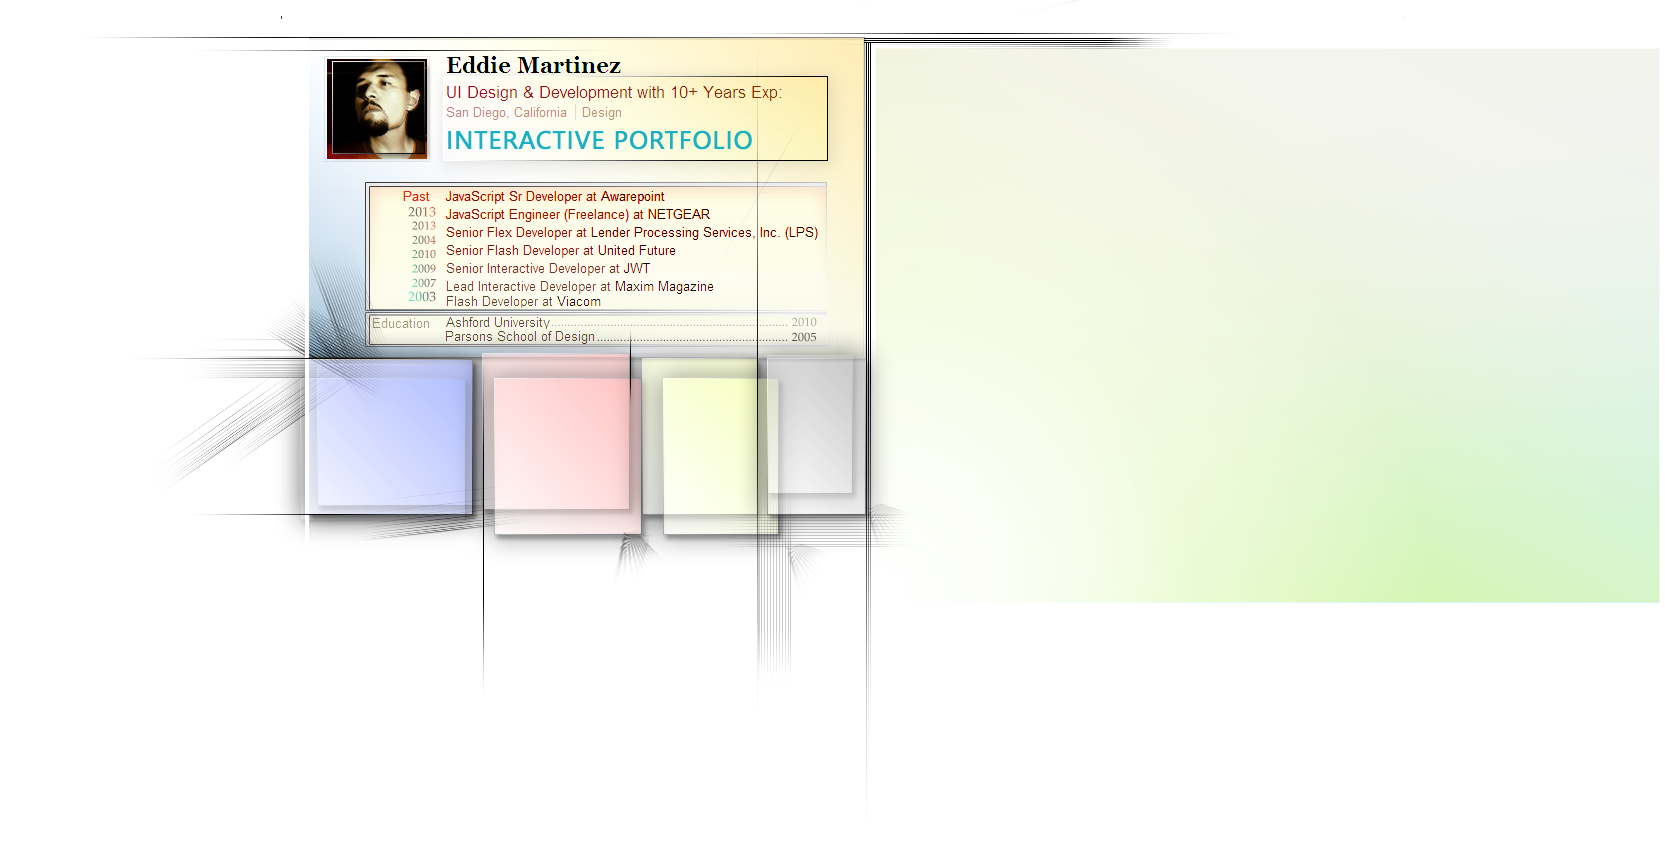 Eddie Martinez
UI Design & Development with 10+ Years Exp:
San Diego, California | Design
INTERACTIVE PORTFOLIO
Past JavaScript Sr Developer at Awarepoint
2013 JavaScript Engineer (Freelance) at NETGEAR
2013 Senior Flex Developer at Lender Processing Services, Inc. (LPS)
2004 Senior Flash Developer at United Future
2010
2009 Senior Interactive Developer at JWT
2007 Lead Interactive Developer at Maxim Magazine
2003 Flash Developer at Viacom
Education Ashford University 2010
Parsons School of Design 2005